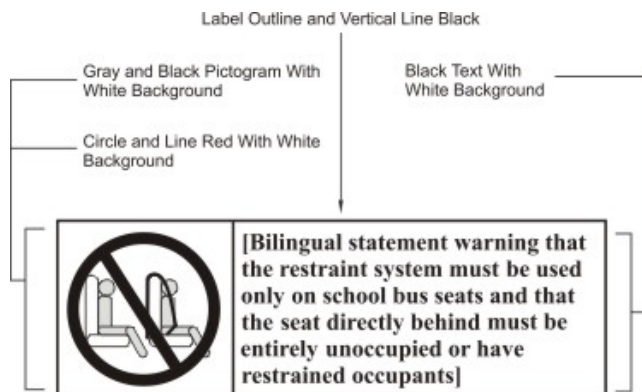 Label Outline and Vertical Line Black
Gray and Black Pictogram With
White Background
Black Text With
White Background
Circle and Line Red With White
Background
[Bilingual statement warning that
the restraint system must be used
only on school bus seats and that
the seat directly behind must be
entirely unoccupied or have
restrained occupants]